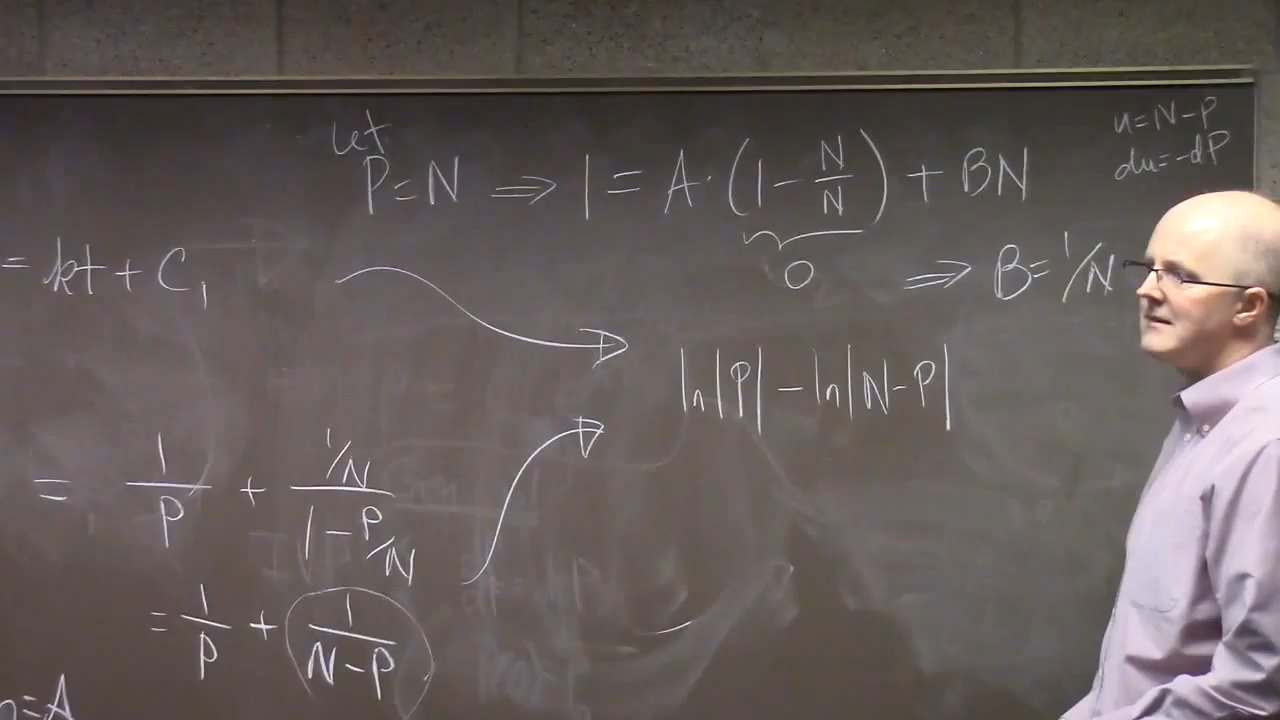 let
P=N ⇒ 1 = A·(1 - N/N) + BN
0 ⇒ B = 1/N
u=N-P
du=-dP
= kt + C₁
ln|P| - ln|N-P|
= 1/P + (1/N)/(1 - P/N)
= 1/P + 1/(N-P)
=A